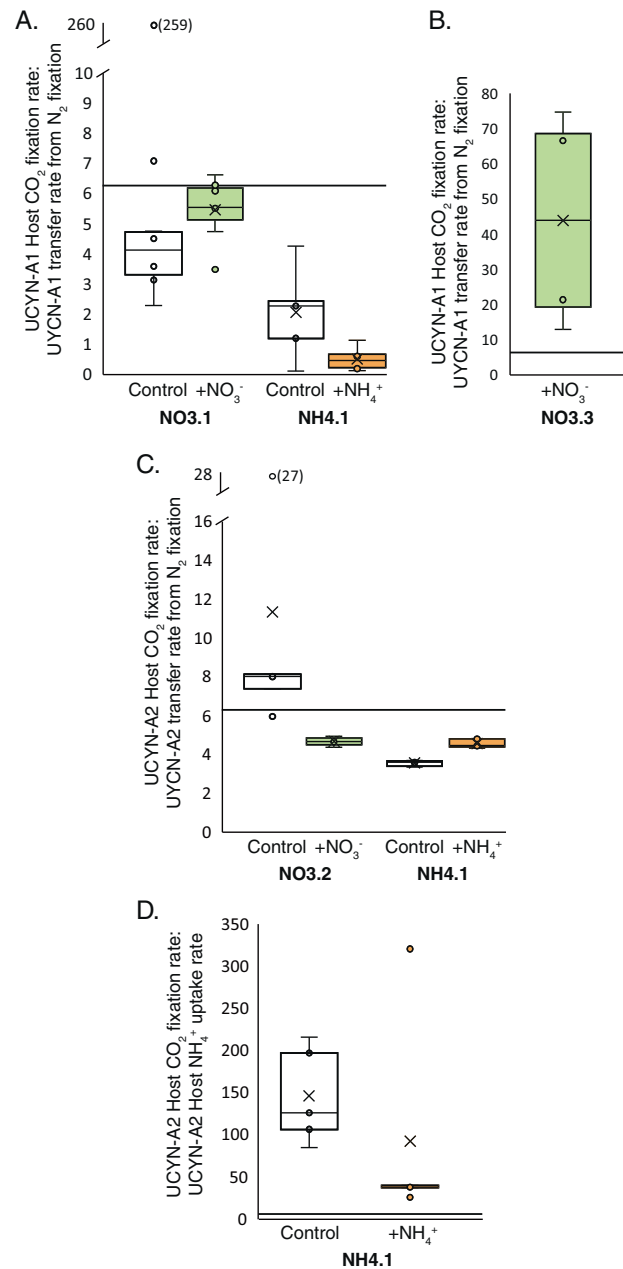 A.
260
(259)
10
9
8
7
6
5
4
3
2
1
0
UCYN-A1 Host CO₂ fixation rate:
UYCN-A1 transfer rate from N₂ fixation
Control +NO₃⁻ Control +NH₄⁺
NO3.1 NH4.1
B.
80
70
60
50
40
30
20
10
0
UCYN-A1 Host CO₂ fixation rate:
UYCN-A1 transfer rate from N₂ fixation
+NO₃⁻
NO3.3
C.
28
(27)
16
14
12
10
8
6
4
2
0
UCYN-A2 Host CO₂ fixation rate:
UYCN-A2 transfer rate from N₂ fixation
Control +NO₃⁻ Control +NH₄⁺
NO3.2 NH4.1
D.
350
300
250
200
150
100
50
0
UCYN-A2 Host CO₂ fixation rate:
UCYN-A2 Host NH₄⁺ uptake rate
Control +NH₄⁺
NH4.1